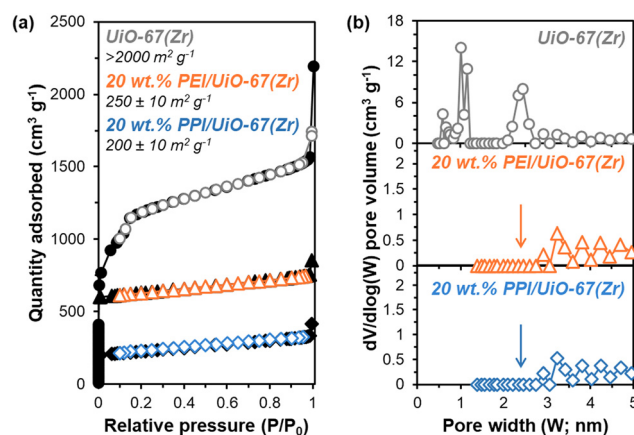 (a)
UiO-67(Zr)
>2000 m² g⁻¹
20 wt.% PEI/UiO-67(Zr)
250 ± 10 m² g⁻¹
20 wt.% PPI/UiO-67(Zr)
200 ± 10 m² g⁻¹
Quantity adsorbed (cm³ g⁻¹)
2500
2000
1500
1000
500
0
0 0.2 0.4 0.6 0.8 1
Relative pressure (P/P₀)
(b)
UiO-67(Zr)
20 wt.% PEI/UiO-67(Zr)
20 wt.% PPI/UiO-67(Zr)
dV/dlog(W) pore volume (cm³ g⁻¹)
18
12
6
0
2
1.5
1
0.5
0
2
1.5
1
0.5
0
0 1 2 3 4 5
Pore width (W; nm)